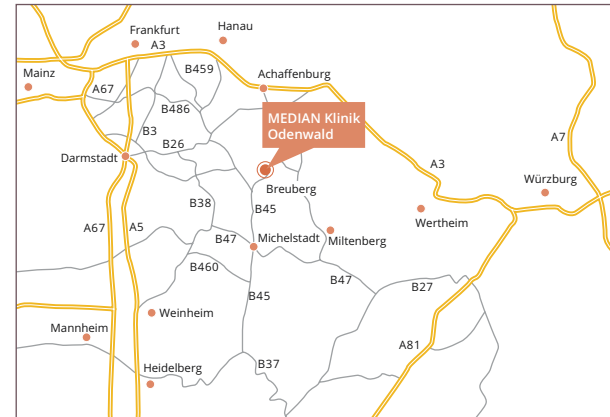 Frankfurt
Hanau
A3
Mainz
B459
Achaffenburg
A67
B486
MEDIAN Klinik
Odenwald
B3
B26
A7
Darmstadt
A3
Würzburg
Breuberg
B38
B45
Wertheim
A67
A5
B47
Michelstadt
Miltenberg
B460
B47
B27
B45
Weinheim
Mannheim
A81
B37
Heidelberg